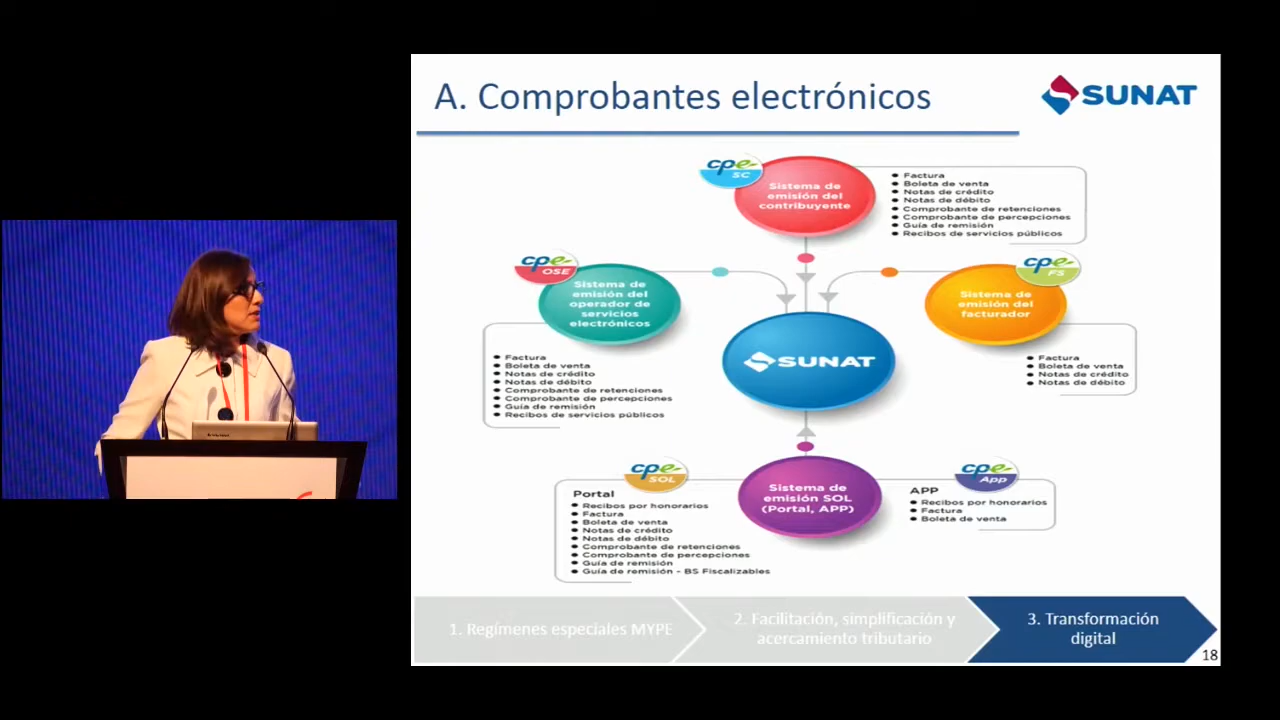 A. Comprobantes electrónicos
SUNAT
cpe-
SC
Sistema de
emisión del
contribuyente
Factura
Boleta de venta
Notas de crédito
Notas de débito
Comprobante de retenciones
Comprobante de percepciones
Guía de remisión
Recibos de servicios públicos
cpe-
OSE
Sistema de
emisión del
operador de
servicios
electrónicos
Factura
Boleta de venta
Notas de crédito
Notas de débito
Comprobante de retenciones
Comprobante de percepciones
Guía de remisión
Recibos de servicios públicos
cpe-
FS
Sistema de
emisión del
facturador
Factura
Boleta de venta
Notas de crédito
Notas de débito
SUNAT
cpe-
SOL
Portal
Recibos por honorarios
Factura
Boleta de venta
Notas de crédito
Notas de débito
Comprobante de retenciones
Comprobante de percepciones
Guía de remisión
Guía de remisión - BS Fiscalizables
Sistema de
emisión SOL
(Portal, APP)
cpe-
App
APP
Recibos por honorarios
Factura
Boleta de venta
1. Regímenes especiales MYPE
2. Facilitación, simplificación y
acercamiento tributario
3. Transformación
digital
18